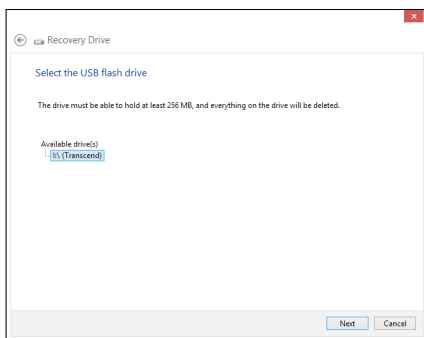 Recovery Drive
Select the USB flash drive
The drive must be able to hold at least 256 MB, and everything on the drive will be deleted.
Available drive(s)
I:\ (Transcend)
Next
Cancel